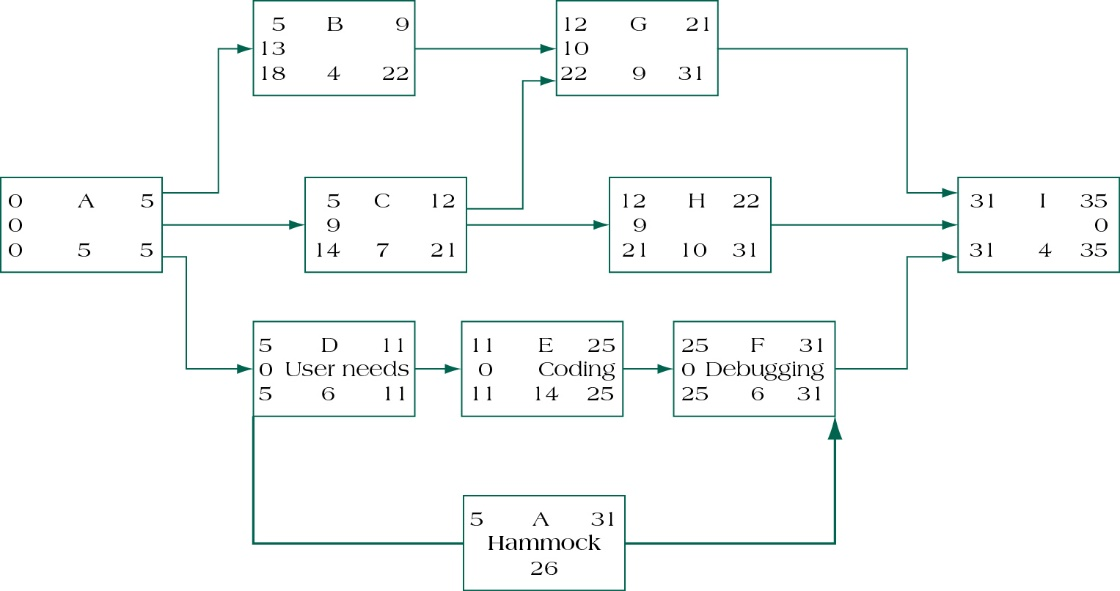 5 B 9
13
18 4 22
12 G 21
10
22 9 31
0 A 5
0
0 5 5
5 C 12
9
14 7 21
12 H 22
9
21 10 31
31 I 35
0
31 4 35
5 D 11
0 User needs
5 6 11
11 E 25
0 Coding
11 14 25
25 F 31
0 Debugging
25 6 31
5 A 31
Hammock
26